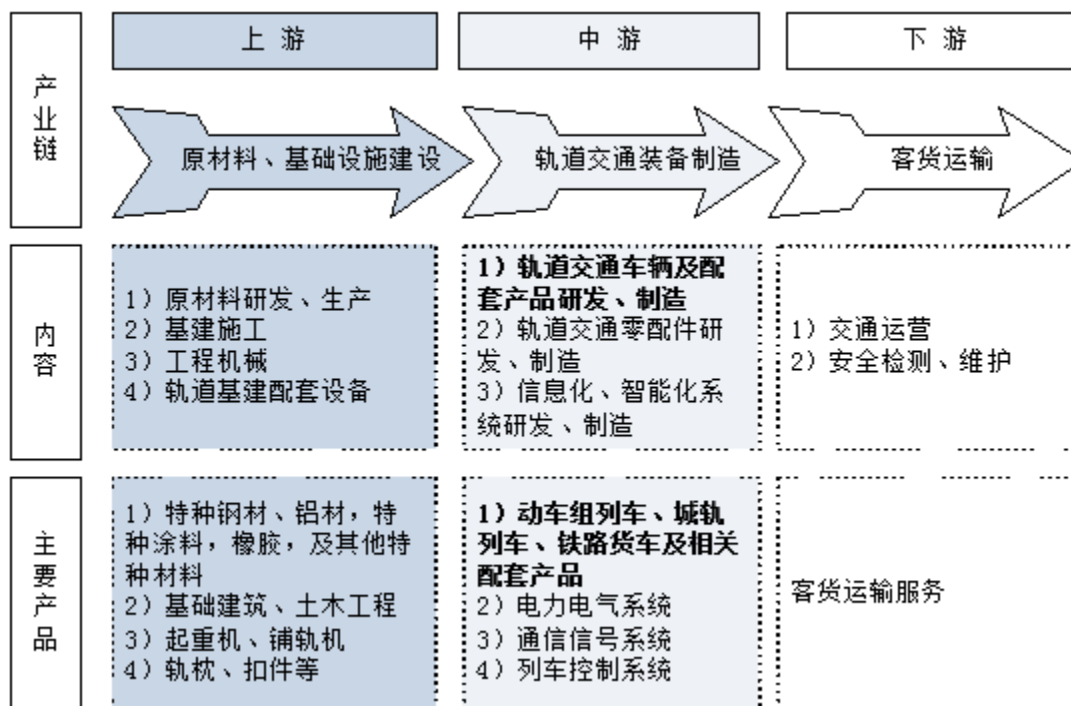 上 游
中 游
下 游
产
业
链
原材料、基础设施建设
轨道交通装备制造
客货运输
内
容
1）原材料研发、生产
2）基建施工
3）工程机械
4）轨道基建配套设备
1）轨道交通车辆及配
套产品研发、制造
2）轨道交通零配件研
发、制造
3）信息化、智能化系
统研发、制造
1）交通运营
2）安全检测、维护
主
要
产
品
1）特种钢材、铝材，特
种涂料，橡胶，及其他特
种材料
2）基础建筑、土木工程
3）起重机、铺轨机
4）轨枕、扣件等
1）动车组列车、城轨
列车、铁路货车及相关
配套产品
2）电力电气系统
3）通信信号系统
4）列车控制系统
客货运输服务